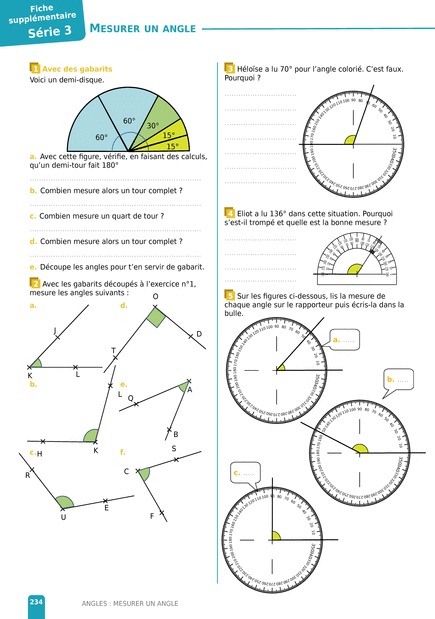 Fiche
supplémentaire
Série 3
MESURER UN ANGLE
1 Avec des gabarits
Voici un demi-disque.
60°
60°
30°
15°
15°
a. Avec cette figure, vérifie, en faisant des calculs,
qu'un demi-tour fait 180°
b. Combien mesure alors un tour complet ?
c. Combien mesure un quart de tour ?
d. Combien mesure alors un tour complet ?
e. Découpe les angles pour t'en servir de gabarit.
2 Avec les gabarits découpés à l'exercice n°1,
mesure les angles suivants :
a.
J
K
L
d.
O
D
T
b.
L
H
K
e.
Q
A
B
c.
R
U
E
f.
S
C
F
3 Héloïse a lu 70° pour l'angle colorié. C'est faux.
Pourquoi ?
4 Eliot a lu 136° dans cette situation. Pourquoi
s'est-il trompé et quelle est la bonne mesure ?
5 Sur les figures ci-dessous, lis la mesure de
chaque angle sur le rapporteur puis écris-la dans la
bulle.
a. .....
b. .....
c. .....
234
ANGLES : MESURER UN ANGLE